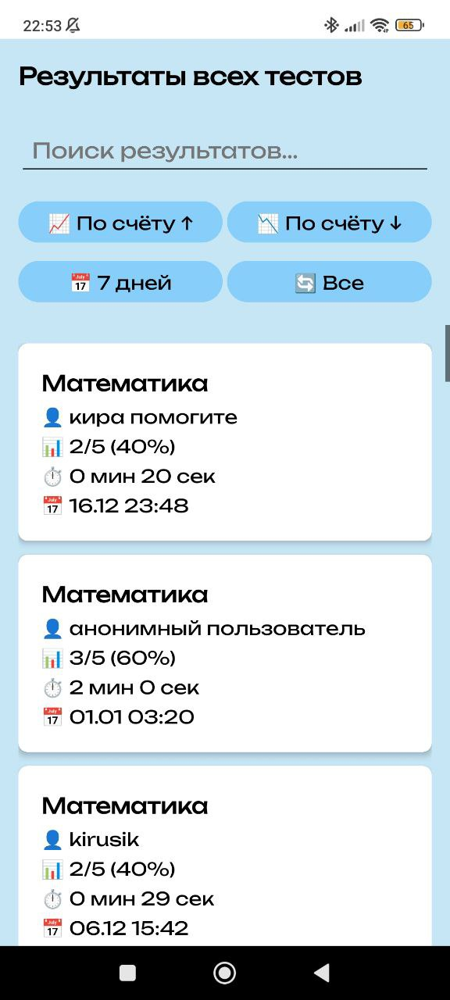 22:53
65
Результаты всех тестов
Поиск результатов...
📈 По счёту ↑
📉 По счёту ↓
📅 7 дней
🔄 Все
Математика
👤 кира помогите
📊 2/5 (40%)
⏱️ 0 мин 20 сек
📅 16.12 23:48
Математика
👤 анонимный пользователь
📊 3/5 (60%)
⏱️ 2 мин 0 сек
📅 01.01 03:20
Математика
👤 kirusik
📊 2/5 (40%)
⏱️ 0 мин 29 сек
📅 06.12 15:42